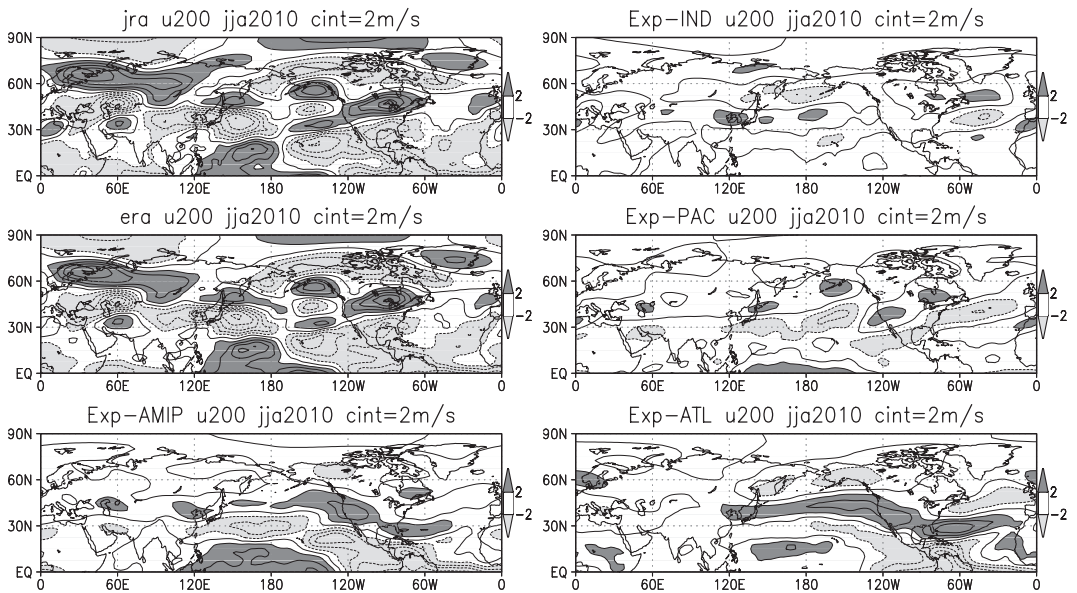 jra u200 jja2010 cint=2m/s
90N
60N
30N
EQ
0 60E 120E 180 120W 60W 0
2
-2
Exp-IND u200 jja2010 cint=2m/s
90N
60N
30N
EQ
0 60E 120E 180 120W 60W 0
2
-2
era u200 jja2010 cint=2m/s
90N
60N
30N
EQ
0 60E 120E 180 120W 60W 0
2
-2
Exp-PAC u200 jja2010 cint=2m/s
90N
60N
30N
EQ
0 60E 120E 180 120W 60W 0
2
-2
Exp-AMIP u200 jja2010 cint=2m/s
90N
60N
30N
EQ
0 60E 120E 180 120W 60W 0
2
-2
Exp-ATL u200 jja2010 cint=2m/s
90N
60N
30N
EQ
0 60E 120E 180 120W 60W 0
2
-2